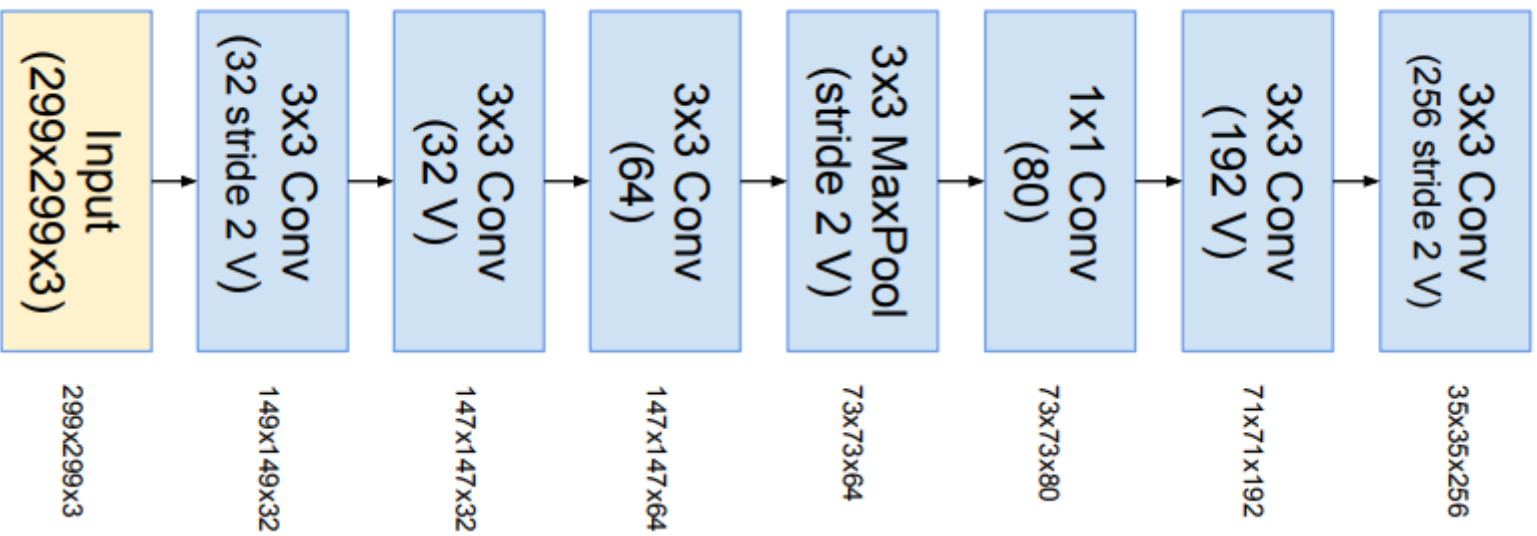 Input
(299x299x3)
299x299x3
3x3 Conv
(32 stride 2 V)
149x149x32
3x3 Conv
(32 V)
147x147x32
3x3 Conv
(64)
147x147x64
3x3 MaxPool
(stride 2 V)
73x73x64
1x1 Conv
(80)
73x73x80
3x3 Conv
(192 V)
71x71x192
3x3 Conv
(256 stride 2 V)
35x35x256